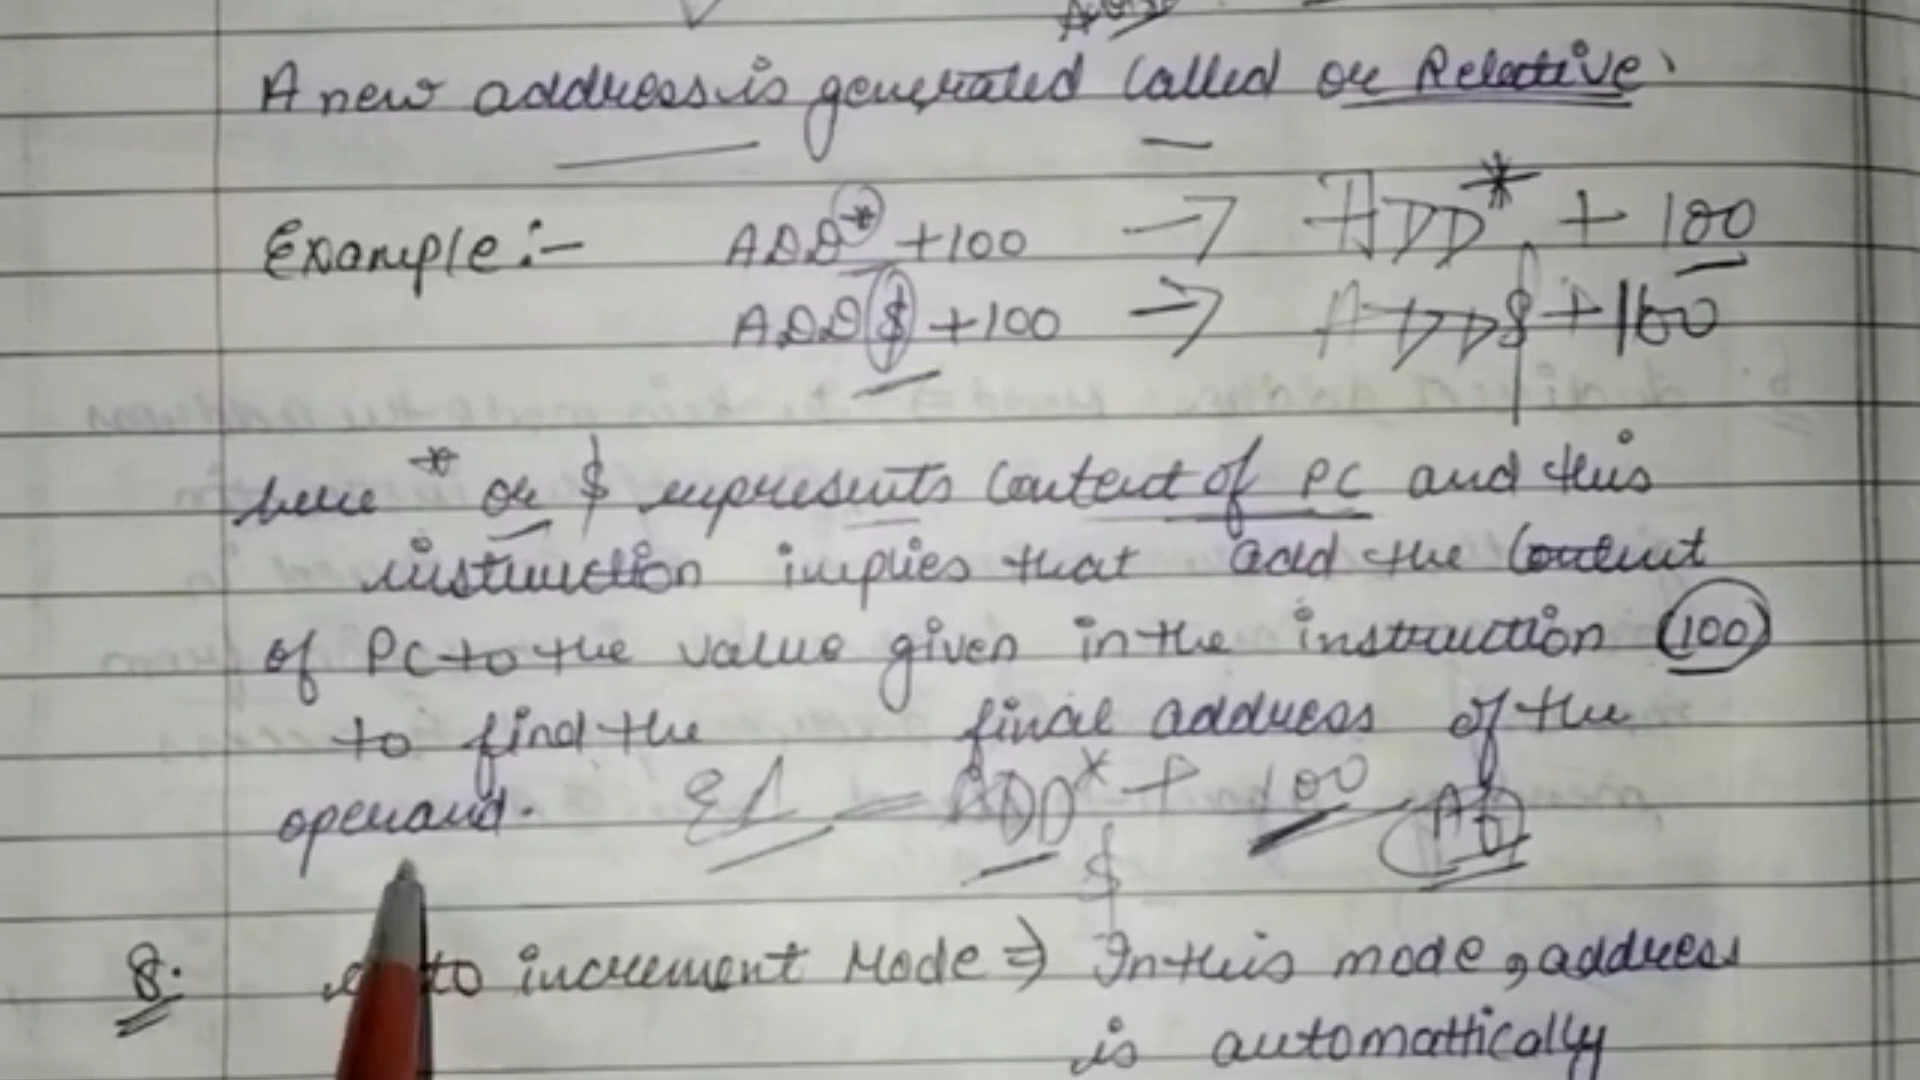 A new address is generated called or Relative.
Example:- ADD* +100 → ADD* + 100
ADD$ +100 → ADD$ +100
here * or $ represents content of PC and this
instruction implies that add the content
of PC to the value given in the instruction (100)
to find the final address of the
operand. = ADD* + 100
$
8. to increment Mode ⇒ In this mode, address
is automattically